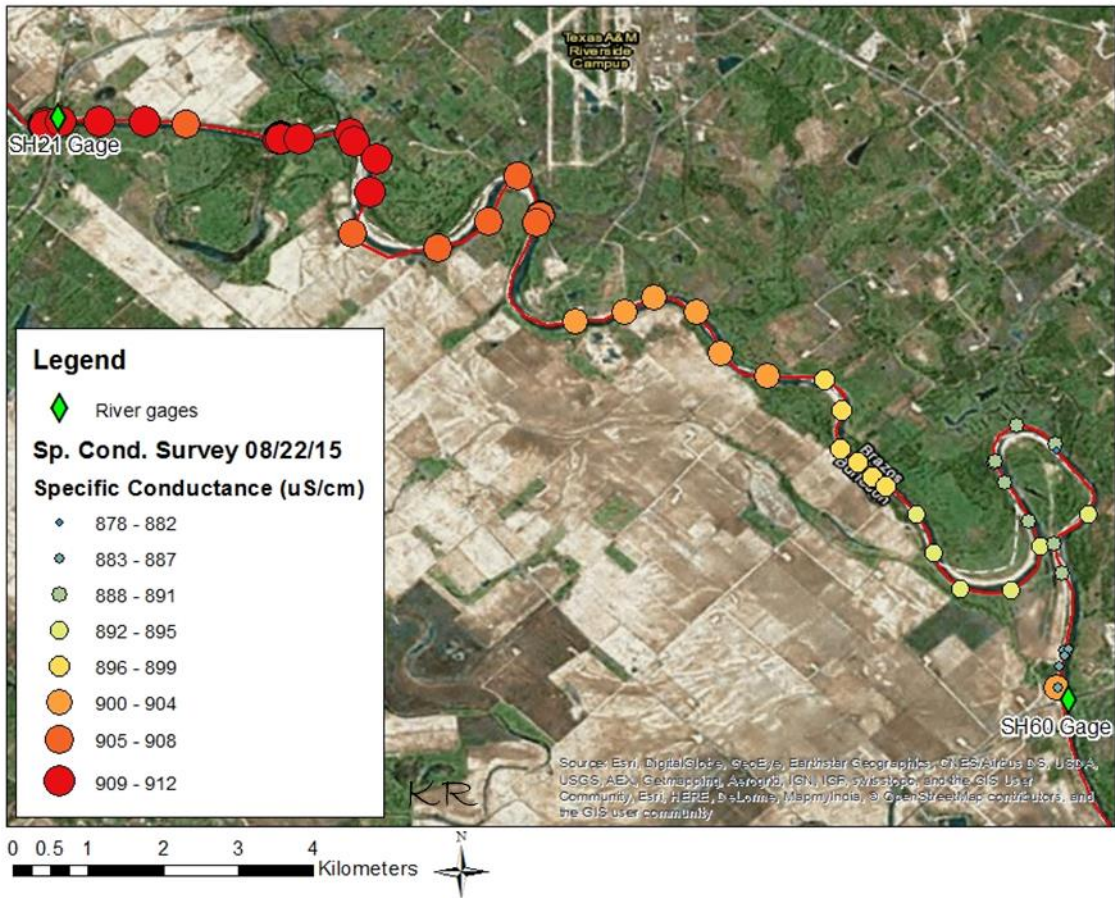 Texas A&M
Riverside
Campus
SH21 Gage
Legend
River gages
Sp. Cond. Survey 08/22/15
Specific Conductance (uS/cm)
878 - 882
883 - 887
888 - 891
892 - 895
896 - 899
900 - 904
905 - 908
909 - 912
Brazos
Burleson
SH60 Gage
Source: Esri, DigitalGlobe, GeoEye, Earthstar Geographics, CNES/Airbus DS, USDA,
USGS, AEX, Getmapping, Aerogrid, IGN, IGP, swisstopo, and the GIS User
Community, Esri, HERE, DeLorme, MapmyIndia, © OpenStreetMap contributors, and
the GIS user community
KR
0 0.5 1 2 3 4
Kilometers
N